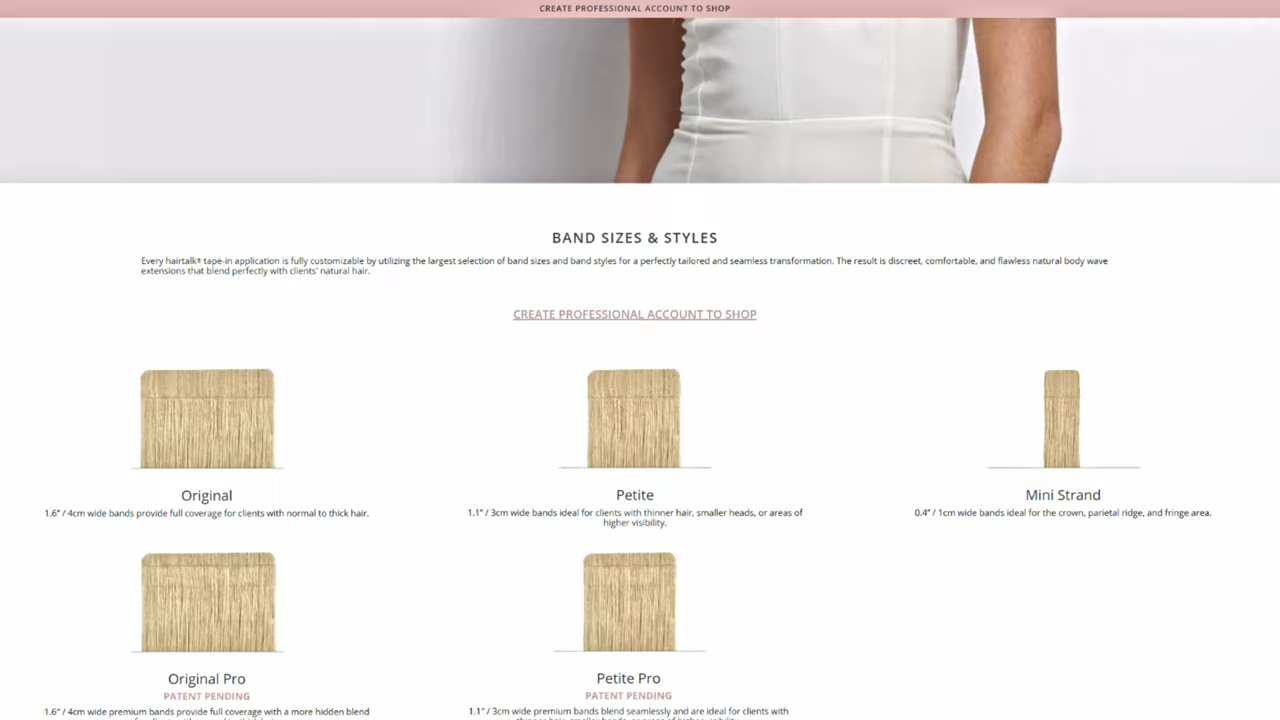 CREATE PROFESSIONAL ACCOUNT TO SHOP
BAND SIZES & STYLES
Every hairtalk® tape-in application is fully customizable by utilizing the largest selection of band sizes and band styles for a perfectly tailored and seamless transformation. The result is discreet, comfortable, and flawless natural body wave
extensions that blend perfectly with clients' natural hair.
CREATE PROFESSIONAL ACCOUNT TO SHOP
Original
1.6” / 4cm wide bands provide full coverage for clients with normal to thick hair.
Petite
1.1” / 3cm wide bands ideal for clients with thinner hair, smaller heads, or areas of
higher visibility.
Mini Strand
0.4” / 1cm wide bands ideal for the crown, parietal ridge, and fringe area.
Original Pro
PATENT PENDING
1.6” / 4cm wide premium bands provide full coverage with a more hidden blend
Petite Pro
PATENT PENDING
1.1” / 3cm wide premium bands blend seamlessly and are ideal for clients with